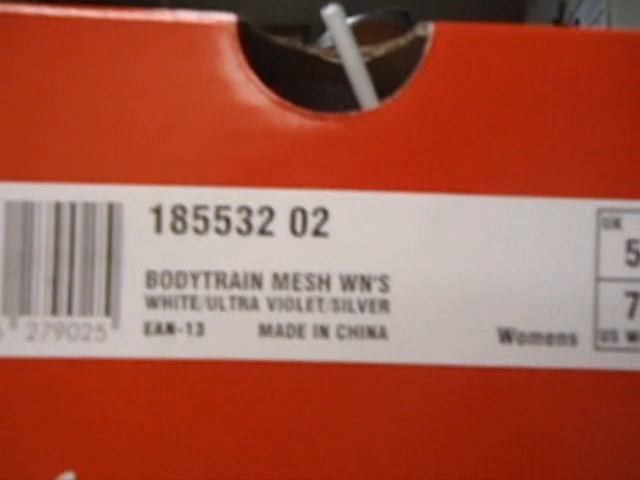 185532 02
BODYTRAIN MESH WN'S
WHITE/ULTRA VIOLET/SILVER
EAN-13 MADE IN CHINA
279025
Womens
UK
5
7
US